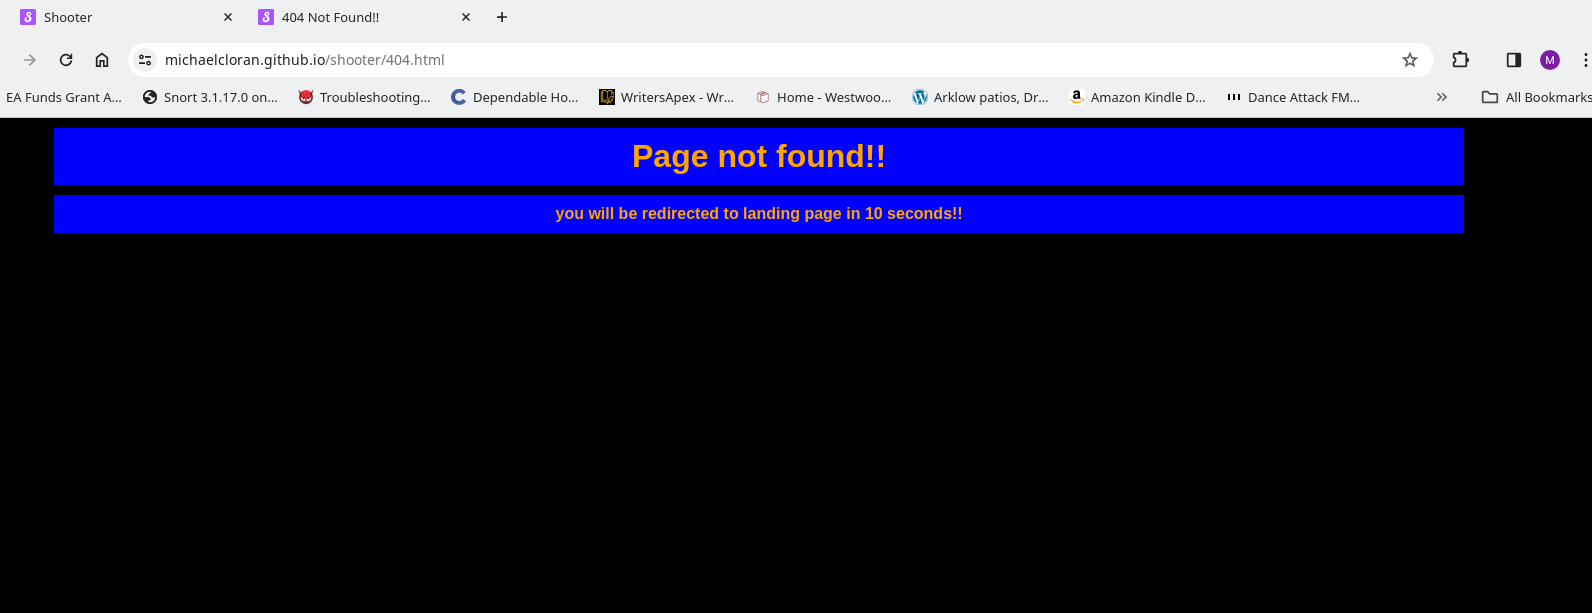 Shooter 404 Not Found!!
michaelcloran.github.io/shooter/404.html
EA Funds Grant A... Snort 3.1.17.0 on... Troubleshooting... Dependable Ho... WritersApex - Wr... Home - Westwoo... Arklow patios, Dr... Amazon Kindle D... Dance Attack FM... All Bookmarks
Page not found!!
you will be redirected to landing page in 10 seconds!!